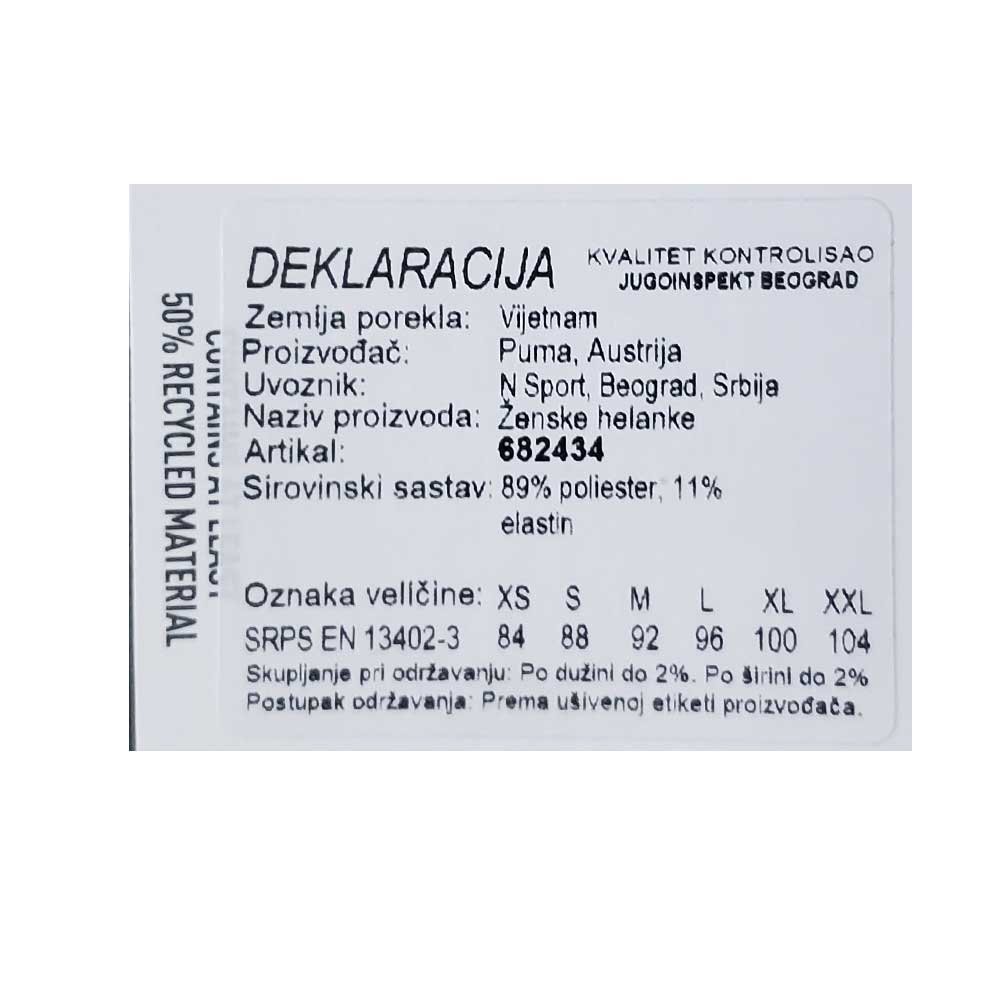 DEKLARACIJA
KVALITET KONTROLISAO
JUGOINSPEKT BEOGRAD
Zemlja porekla: Vijetnam
Proizvođač: Puma, Austrija
Uvoznik: N Sport, Beograd, Srbija
Naziv proizvoda: Ženske helanke
Artikal: 682434
Sirovinski sastav: 89% poliester, 11%
elastin
Oznaka veličine: XS S M L XL XXL
SRPS EN 13402-3 84 88 92 96 100 104
Skupljanje pri održavanju: Po dužini do 2%. Po širini do 2%
Postupak održavanja: Prema ušivenoj etiketi proizvođača.
CONTAINS AT LEAST
50% RECYCLED MATERIAL